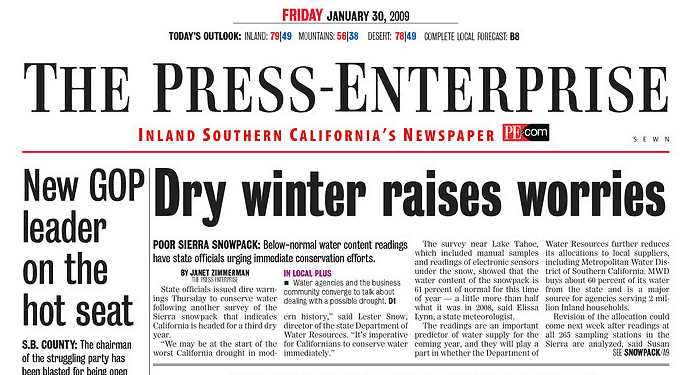 FRIDAY JANUARY 30, 2009
TODAY'S OUTLOOK: INLAND: 79|49 MOUNTAINS: 56|38 DESERT: 78|49 COMPLETE LOCAL FORECAST: B8
THE PRESS-ENTERPRISE
INLAND SOUTHERN CALIFORNIA'S NEWSPAPER PE.com
S E W N
New GOP
leader
on the
hot seat
S.B. COUNTY: The chairman
of the struggling party has
been blasted for being open
Dry winter raises worries
POOR SIERRA SNOWPACK: Below-normal water content readings
have state officials urging immediate conservation efforts.
BY JANET ZIMMERMAN
THE PRESS-ENTERPRISE
State officials issued dire warn-
ings Thursday to conserve water
following another survey of the
Sierra snowpack that indicates
California is headed for a third dry
year.
"We may be at the start of the
worst California drought in mod-
IN LOCAL PLUS
■ Water agencies and the business
community converge to talk about
dealing with a possible drought. D1
ern history," said Lester Snow,
director of the state Department of
Water Resources. "It's imperative
for Californians to conserve water
immediately."
The survey near Lake Tahoe,
which included manual samples
and readings of electronic sensors
under the snow, showed that the
water content of the snowpack is
61 percent of normal for this time
of year — a little more than half
what it was in 2008, said Elissa
Lynn, a state meteorologist.
The readings are an important
predictor of water supply for the
coming year, and they will play a
part in whether the Department of
Water Resources further reduces
its allocations to local suppliers,
including Metropolitan Water Dis-
trict of Southern California. MWD
buys about 60 percent of its water
from the state and is a major
source for agencies serving 2 mil-
lion Inland households.
Revision of the allocation could
come next week after readings at
all 265 sampling stations in the
Sierra are analyzed, said Susan
SEE SNOWPACK/A9